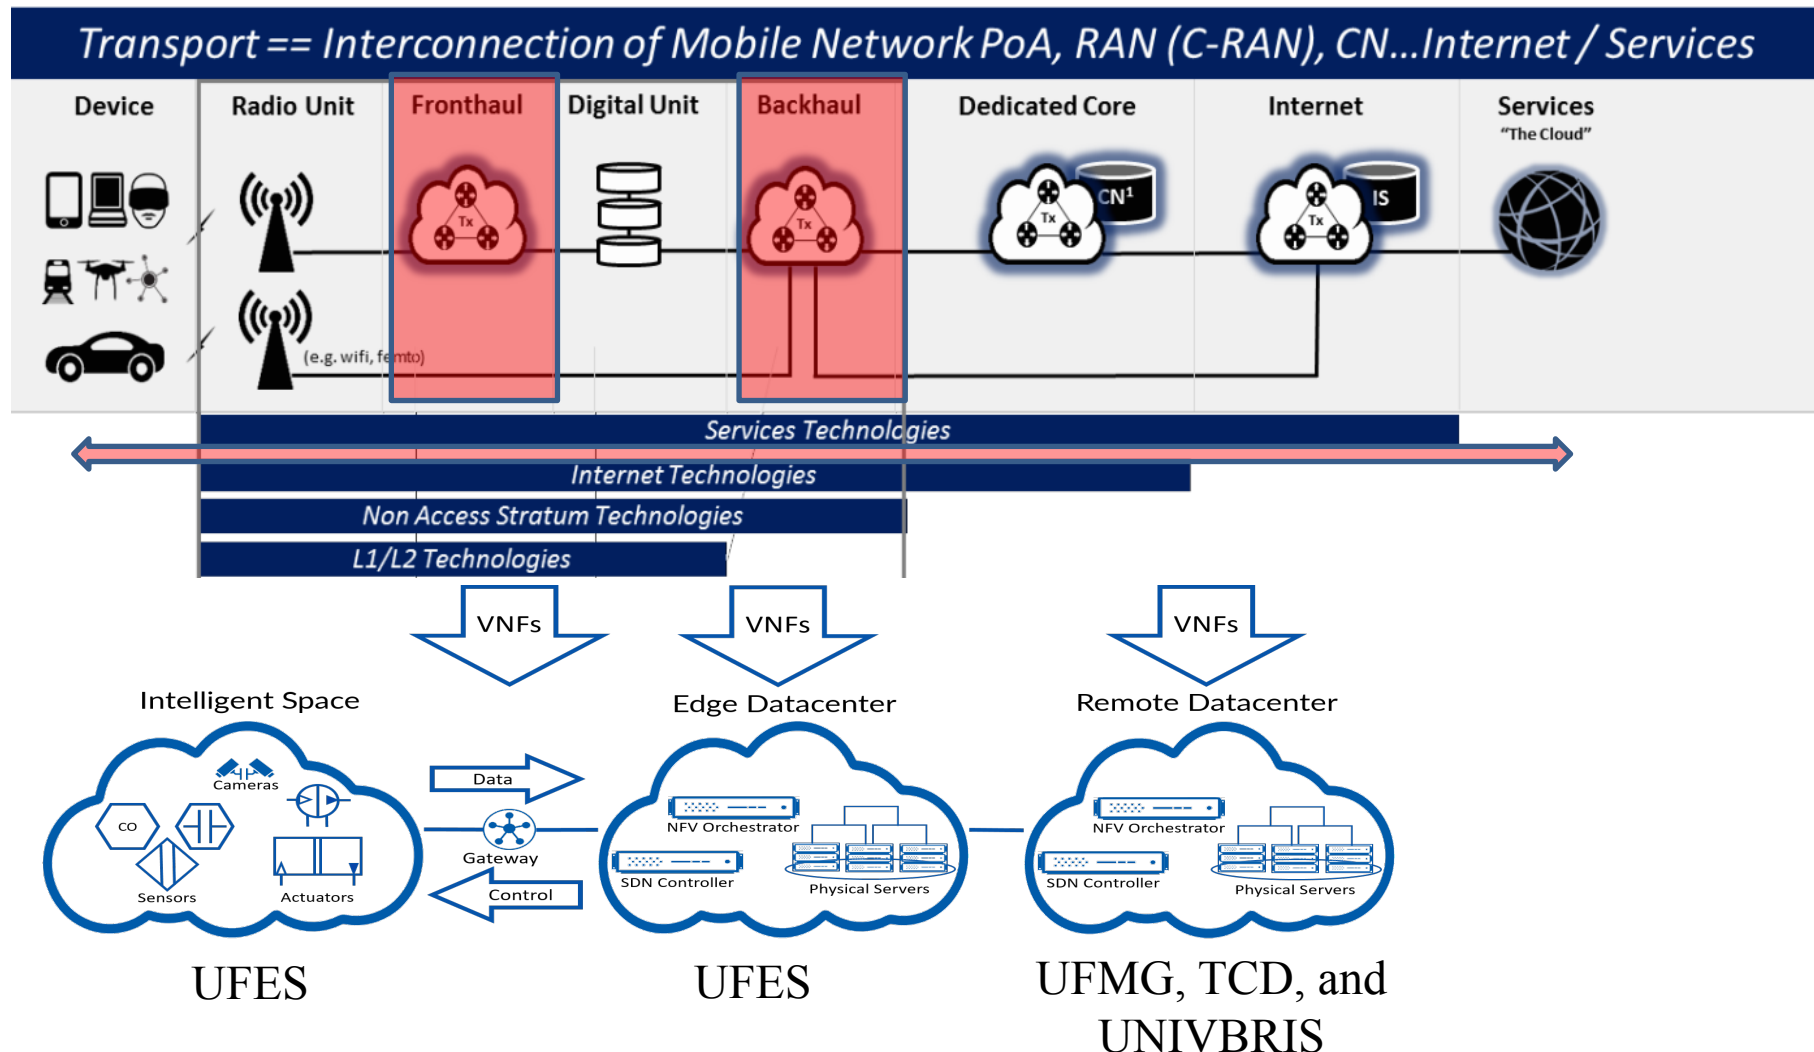 Transport == Interconnection of Mobile Network PoA, RAN (C-RAN), CN...Internet / Services
Device
Radio Unit
Fronthaul
Digital Unit
Backhaul
Dedicated Core
Internet
Services
“The Cloud”
Tx
Tx
Tx
CN¹
Tx
IS
(e.g. wifi, femto)
Services Technologies
Internet Technologies
Non Access Stratum Technologies
L1/L2 Technologies
VNFs
VNFs
VNFs
Intelligent Space
Edge Datacenter
Remote Datacenter
Cameras
CO
Sensors
Actuators
Data
Gateway
Control
NFV Orchestrator
SDN Controller
Physical Servers
NFV Orchestrator
SDN Controller
Physical Servers
UFES
UFES
UFMG, TCD, and
UNIVBRIS